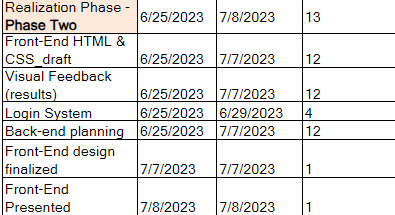 Realization Phase -
Phase Two 6/25/2023 7/8/2023 13
Front-End HTML &
CSS_draft 6/25/2023 7/7/2023 12
Visual Feedback
(results) 6/25/2023 7/7/2023 12
Login System 6/25/2023 6/29/2023 4
Back-end planning 6/25/2023 7/7/2023 12
Front-End design
finalized 7/7/2023 7/7/2023 1
Front-End
Presented 7/8/2023 7/8/2023 1